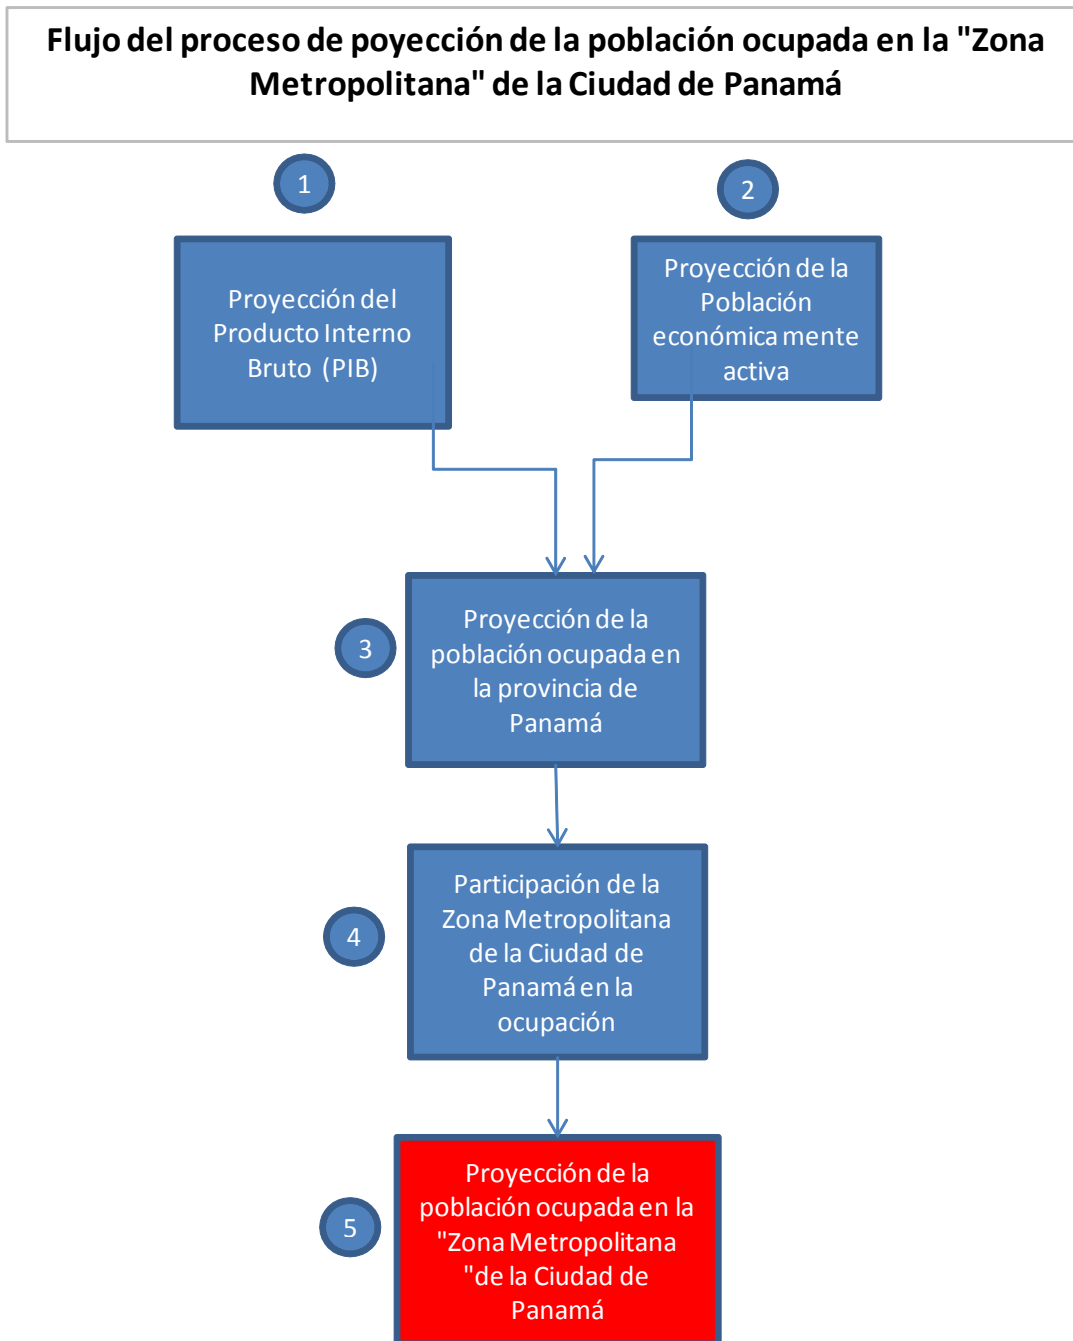 Flujo del proceso de poyección de la población ocupada en la "Zona
Metropolitana" de la Ciudad de Panamá
1
2
Proyección del
Producto Interno
Bruto (PIB)
Proyección de la
Población
económica mente
activa
3
Proyección de la
población ocupada en
la provincia de
Panamá
4
Participación de la
Zona Metropolitana
de la Ciudad de
Panamá en la
ocupación
5
Proyección de la
población ocupada en la
"Zona Metropolitana
"de la Ciudad de
Panamá